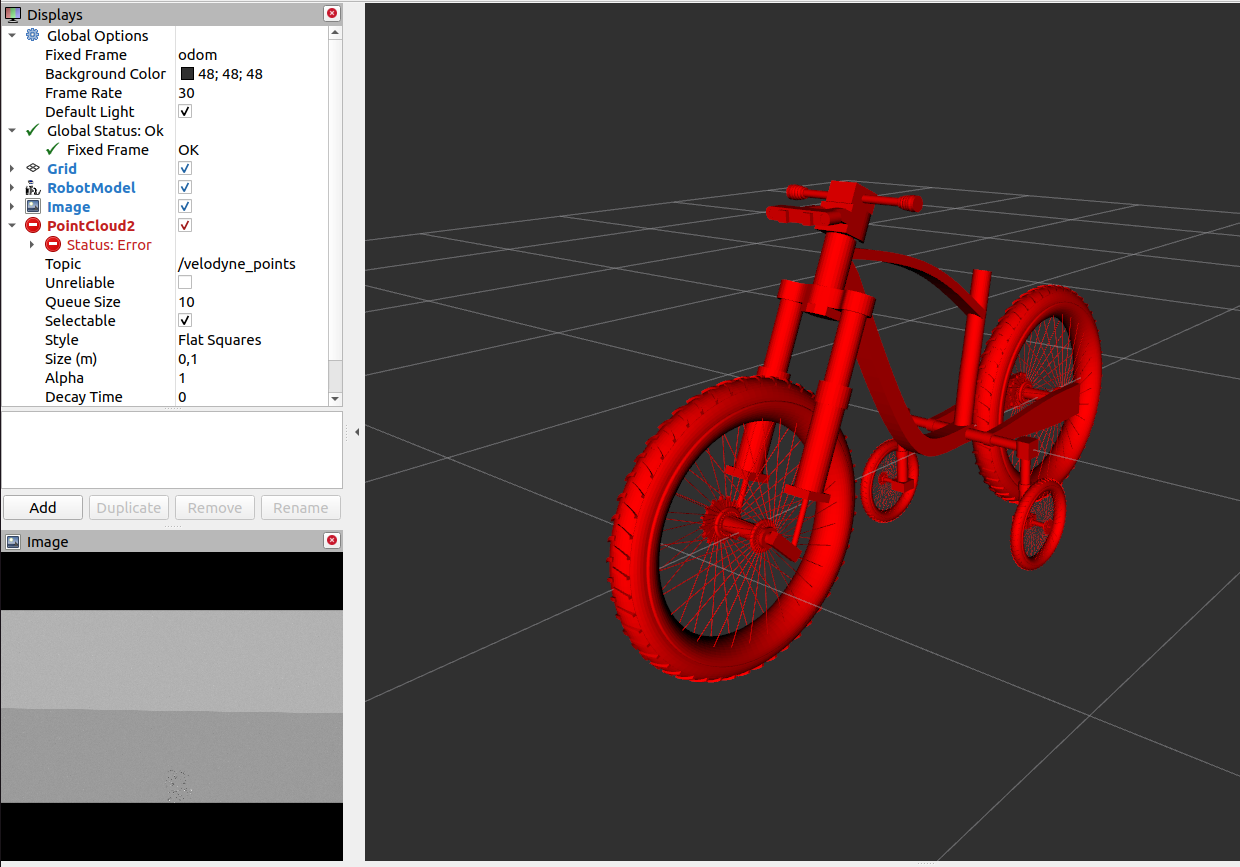 Displays
Global Options
Fixed Frame odom
Background Color 48; 48; 48
Frame Rate 30
Default Light
Global Status: Ok
Fixed Frame OK
Grid
RobotModel
Image
PointCloud2
Status: Error
Topic /velodyne_points
Unreliable
Queue Size 10
Selectable
Style Flat Squares
Size (m) 0,1
Alpha 1
Decay Time 0
Add Duplicate Remove Rename
Image